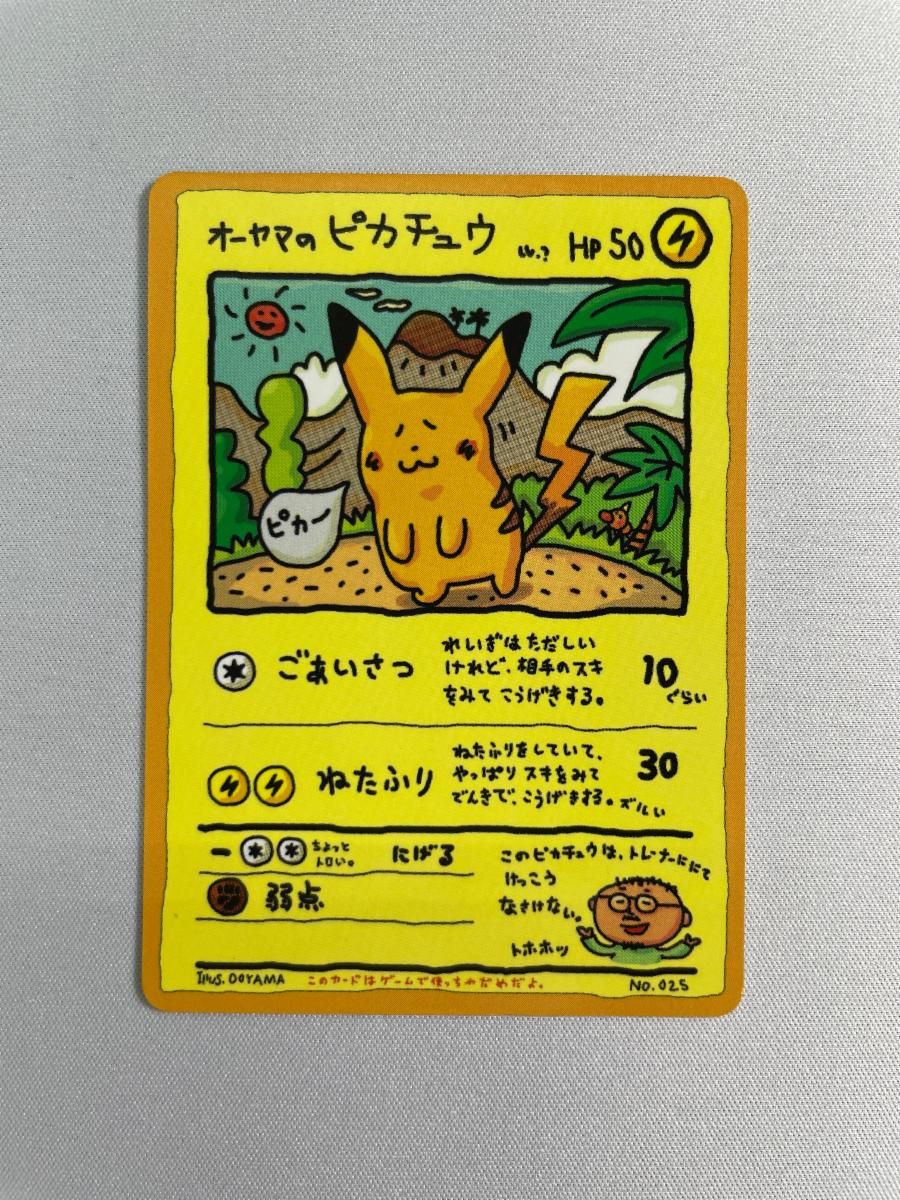 オーヤマの ピカチュウ LV.? HP 50
ピカー
ごあいさつ
れいぎは ただしい
けれど、相手のスキ
をみて こうげきする。
10
ぐらい
ねたふり
ねたふりをしていて、
やっぱり スキをみて
でんきで、こうげきする。ズルい
30
ー ちょっと
トロい。
にげる
弱点
このピカチュウは、トレーナーににて
けっこう
なさけない。
トホホッ
Illus. OOYAMA このカードはゲームで使っちゃだめだよ。 NO. 025